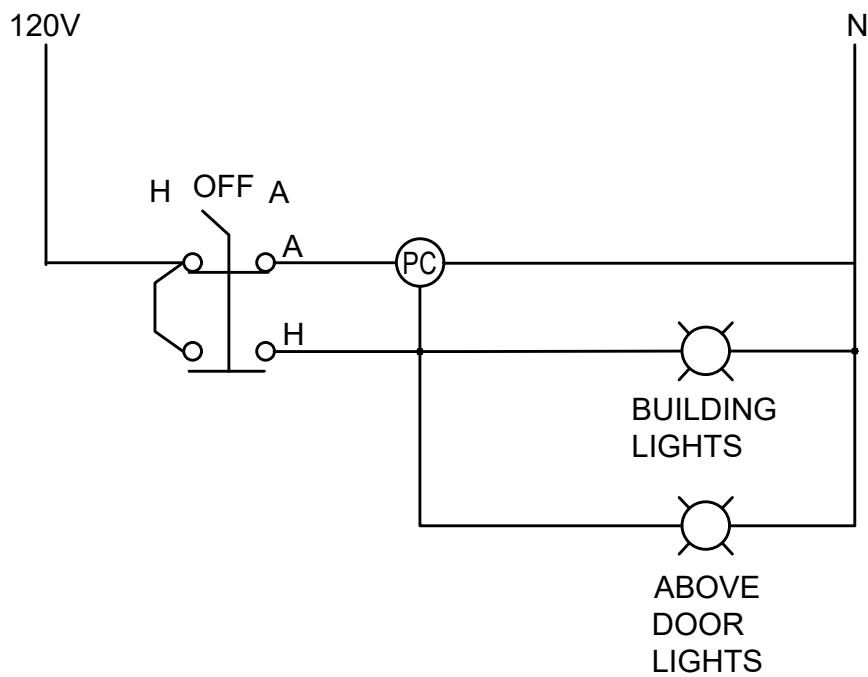 120V
N
H OFF A
A
PC
H
BUILDING
LIGHTS
ABOVE
DOOR
LIGHTS